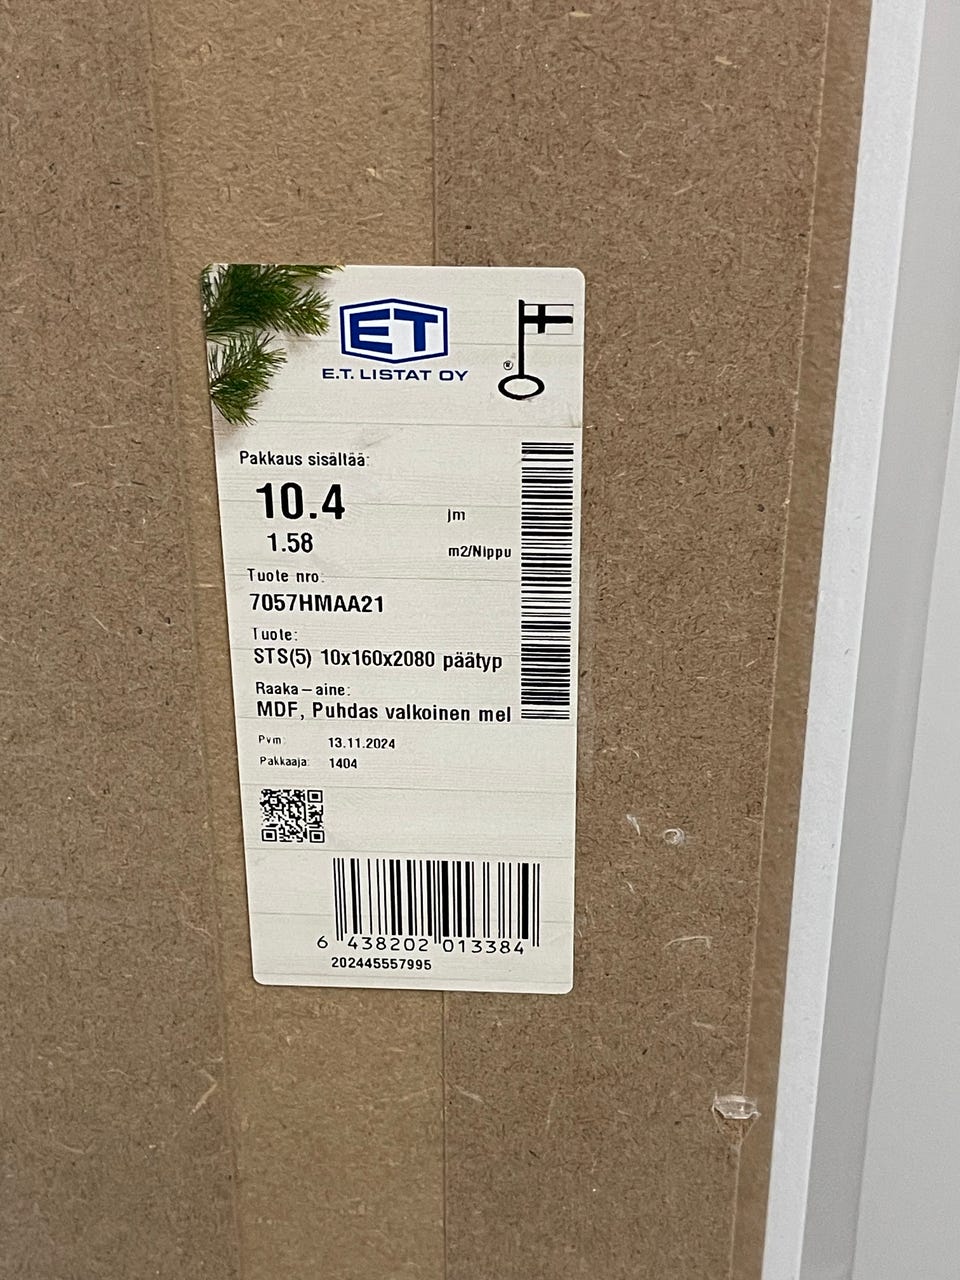 ET
E.T. LISTAT OY
®
Pakkaus sisältää:
10.4 jm
1.58 m2/Nippu
Tuote nro:
7057HMAA21
Tuote:
STS(5) 10x160x2080 päätyp
Raaka-aine:
MDF, Puhdas valkoinen mel
Pvm: 13.11.2024
Pakkaaja: 1404
6 438202 013384
202445557995